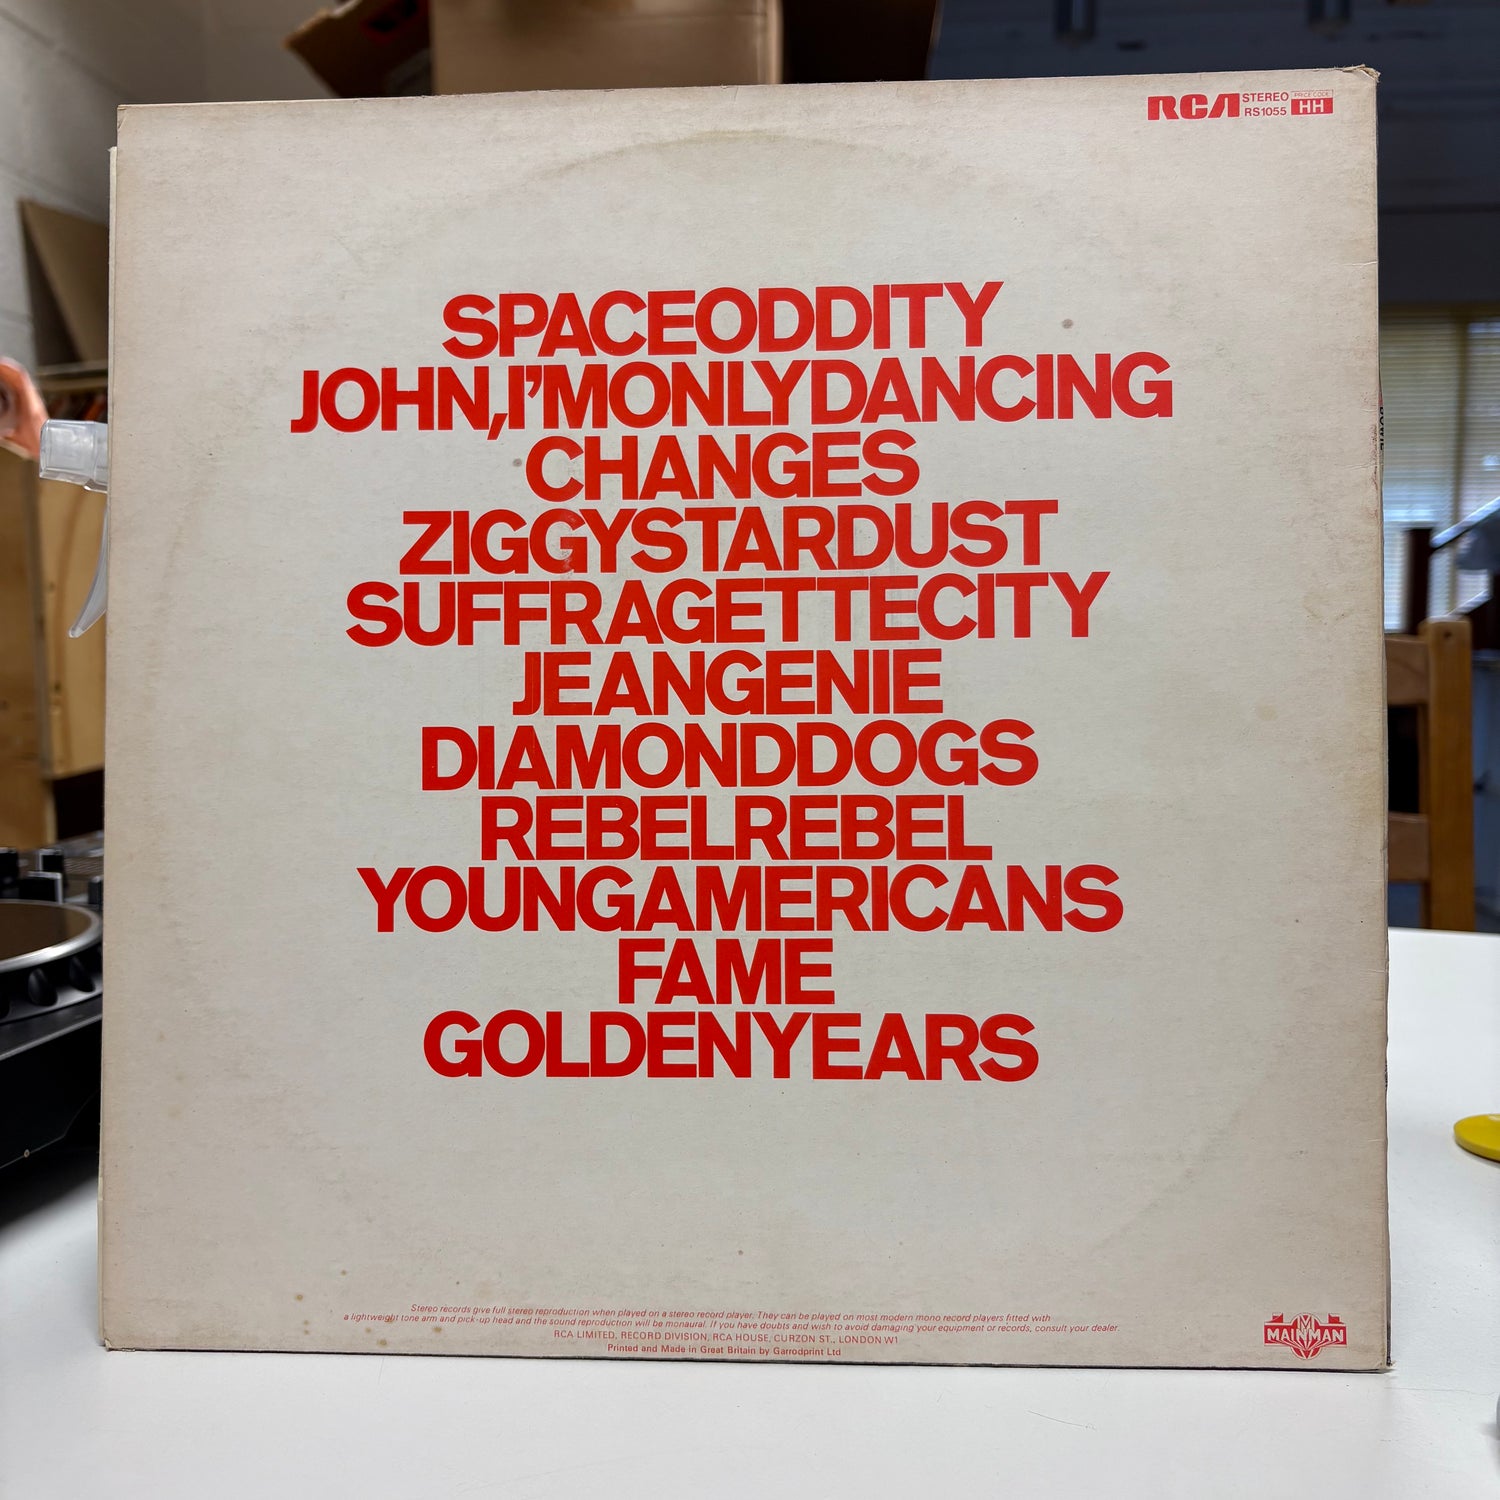 RCA STEREO PRICE CODE
RS1055 HH
SPACEODDITY
JOHN,I'MONLYDANCING
CHANGES
ZIGGYSTARDUST
SUFFRAGETTECITY
JEANGENIE
DIAMONDDOGS
REBELREBEL
YOUNGAMERICANS
FAME
GOLDENYEARS
Stereo records give full stereo reproduction when played on a stereo record player. They can be played on most modern mono record players fitted with
a lightweight tone arm and pick-up head and the sound reproduction will be monaural. If you have doubts and wish to avoid damaging your equipment or records, consult your dealer.
RCA LIMITED, RECORD DIVISION, RCA HOUSE, CURZON ST., LONDON W1
Printed and Made in Great Britain by Garrodprint Ltd
MAINMAN